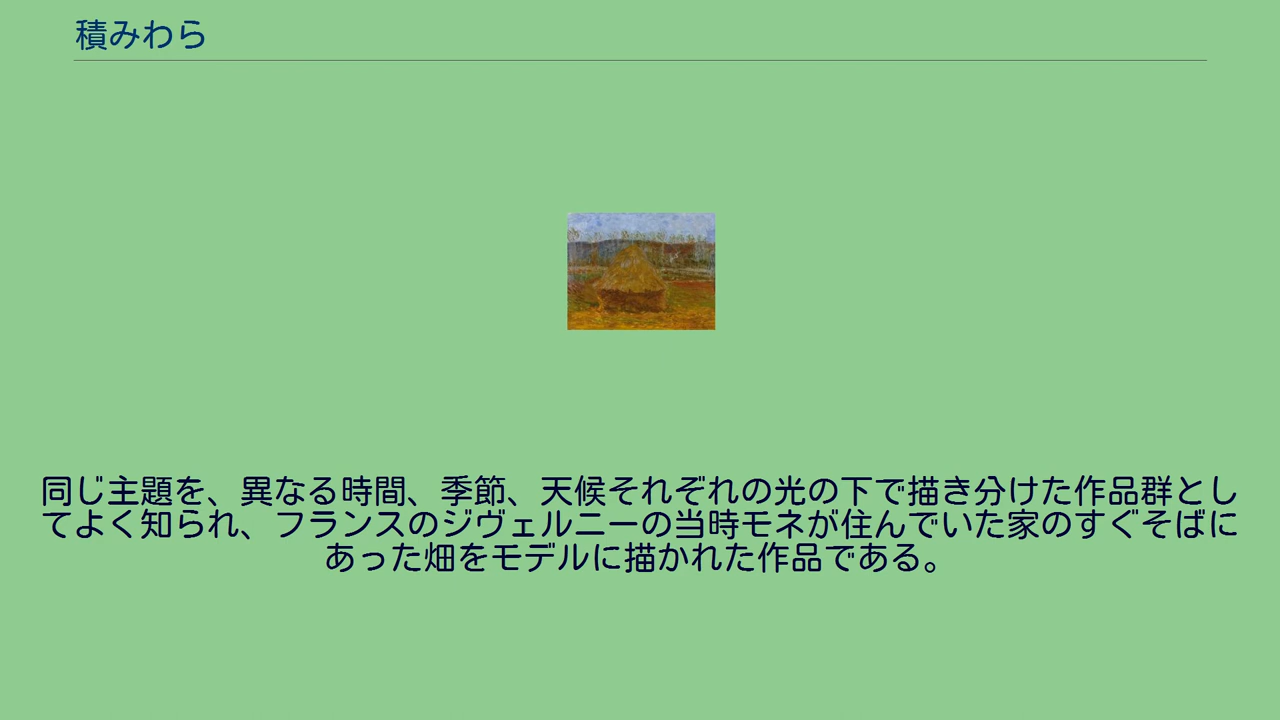 積みわら
同じ主題を、異なる時間、季節、天候それぞれの光の下で描き分けた作品群とし
てよく知られ、フランスのジヴェルニーの当時モネが住んでいた家のすぐそばに
あった畑をモデルに描かれた作品である。